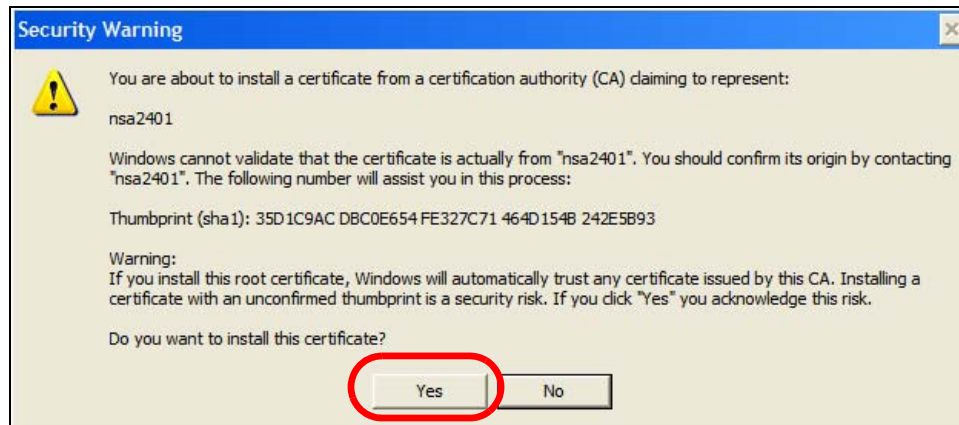 Security Warning
You are about to install a certificate from a certification authority (CA) claiming to represent:
nsa2401
Windows cannot validate that the certificate is actually from "nsa2401". You should confirm its origin by contacting
"nsa2401". The following number will assist you in this process:
Thumbprint (sha1): 35D1C9AC DBC0E654 FE327C71 464D154B 242E5B93
Warning:
If you install this root certificate, Windows will automatically trust any certificate issued by this CA. Installing a
certificate with an unconfirmed thumbprint is a security risk. If you click "Yes" you acknowledge this risk.
Do you want to install this certificate?
Yes No